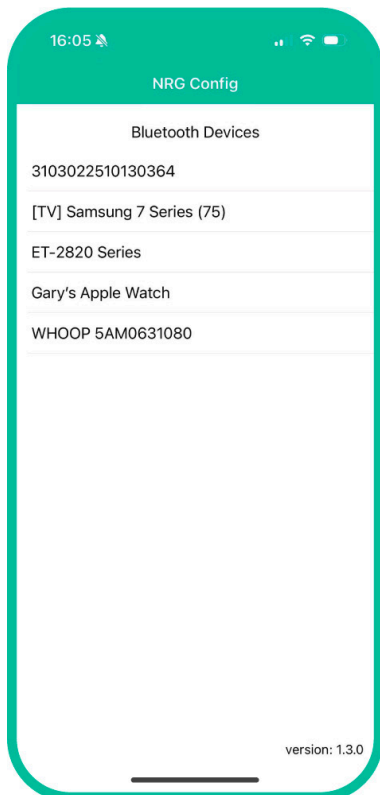 16:05
NRG Config
Bluetooth Devices
3103022510130364
[TV] Samsung 7 Series (75)
ET-2820 Series
Gary's Apple Watch
WHOOP 5AM0631080
version: 1.3.0